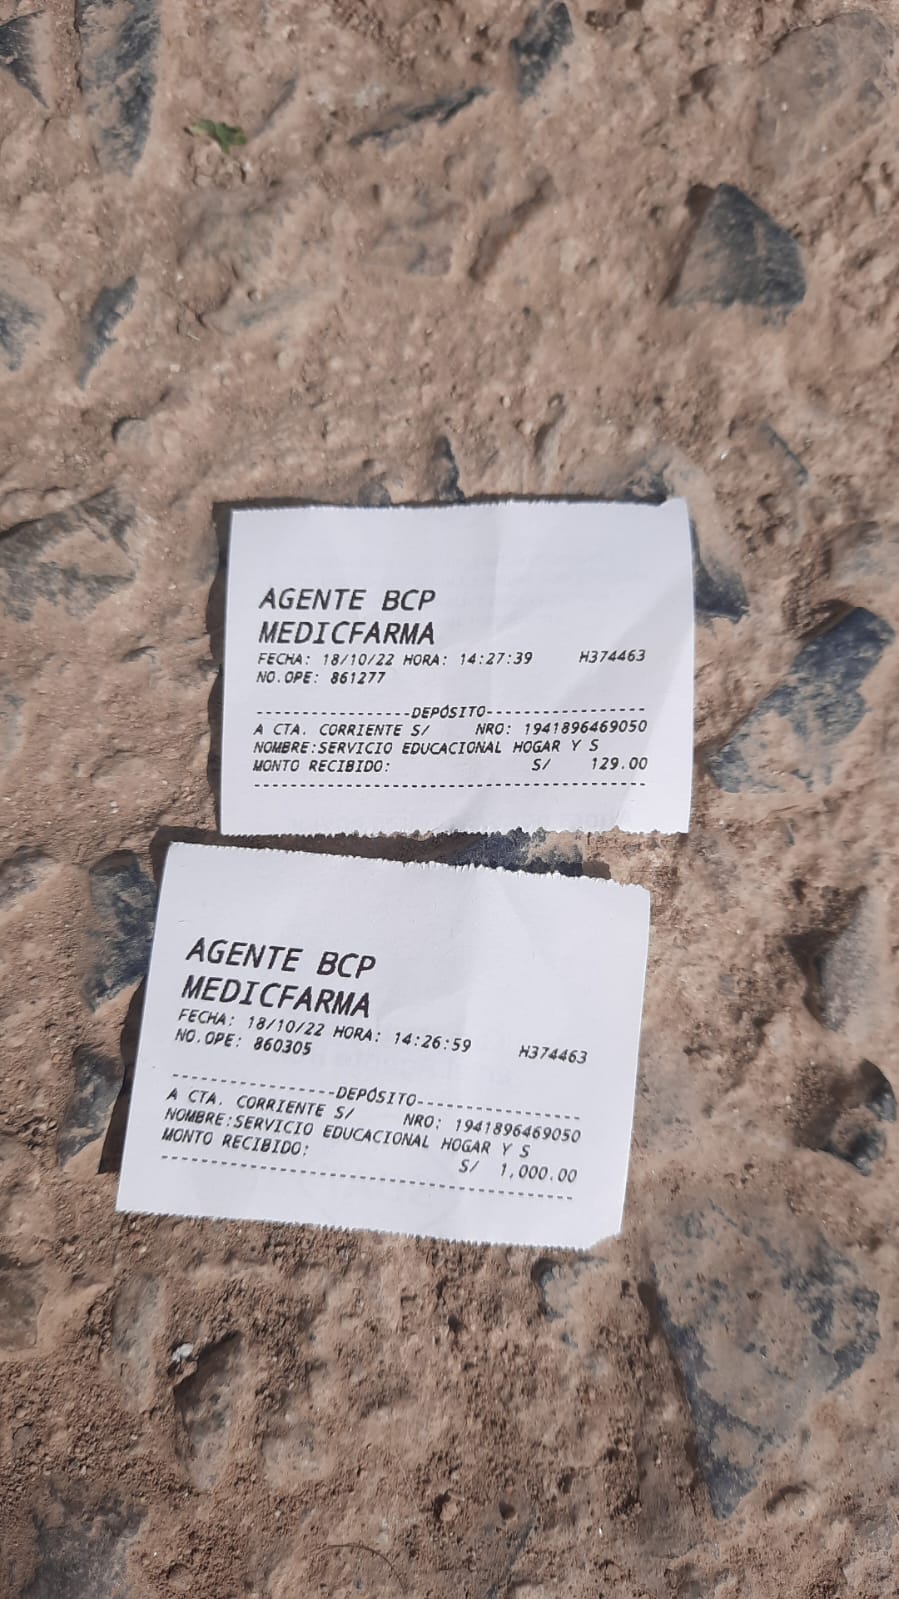 AGENTE BCP
MEDICFARMA
FECHA: 18/10/22 HORA: 14:27:39 H374463
NO.OPE: 861277
-----------------DEPÓSITO-----------------
A CTA. CORRIENTE S/ NRO: 1941896469050
NOMBRE:SERVICIO EDUCACIONAL HOGAR Y S
MONTO RECIBIDO: S/ 129.00
------------------------------------------
AGENTE BCP
MEDICFARMA
FECHA: 18/10/22 HORA: 14:26:59 H374463
NO.OPE: 860305
-----------------DEPÓSITO-----------------
A CTA. CORRIENTE S/ NRO: 1941896469050
NOMBRE:SERVICIO EDUCACIONAL HOGAR Y S
MONTO RECIBIDO: S/ 1,000.00
------------------------------------------